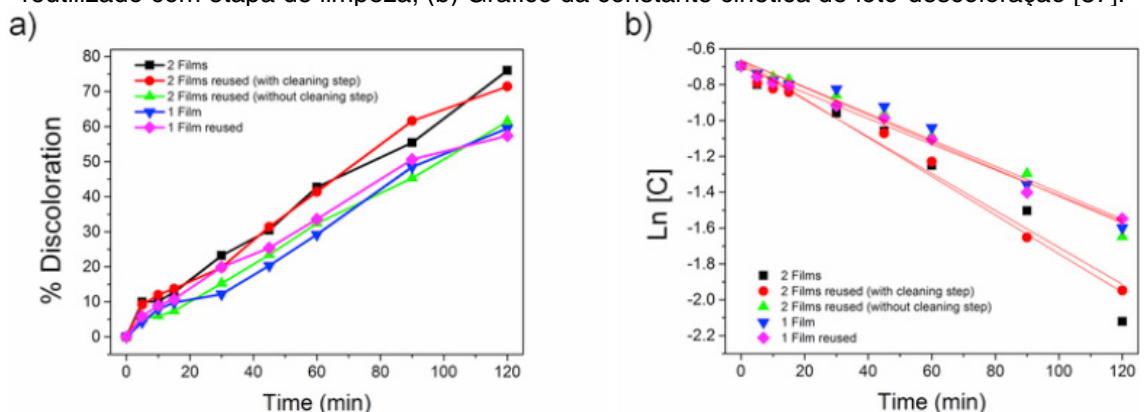 reutilizado com etapa de limpeza; (b) Gráfico da constante cinética de foto-descoloração [37].
a)
80
70
60
50
40
30
20
10
0
% Discoloration
2 Films
2 Films reused (with cleaning step)
2 Films reused (without cleaning step)
1 Film
1 Film reused
0 20 40 60 80 100 120
Time (min)
b)
-0.6
-0.8
-1.0
-1.2
-1.4
-1.6
-1.8
-2.0
-2.2
Ln [C]
2 Films
2 Films reused (with cleaning step)
2 Films reused (without cleaning step)
1 Film
1 Film reused
0 20 40 60 80 100 120
Time (min)